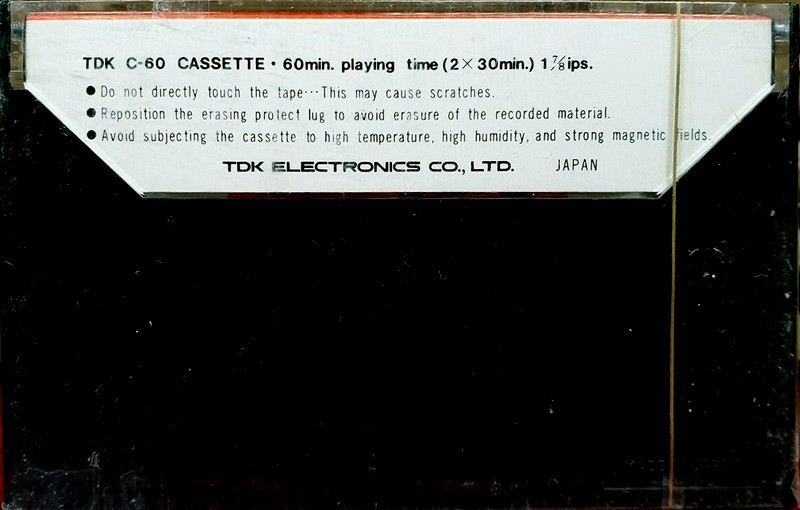 TDK C-60 CASSETTE • 60min. playing time (2×30min.) 1⅞ips.
● Do not directly touch the tape···This may cause scratches.
● Reposition the erasing protect lug to avoid erasure of the recorded material.
● Avoid subjecting the cassette to high temperature, high humidity, and strong magnetic fields.
TDK ELECTRONICS CO., LTD. JAPAN